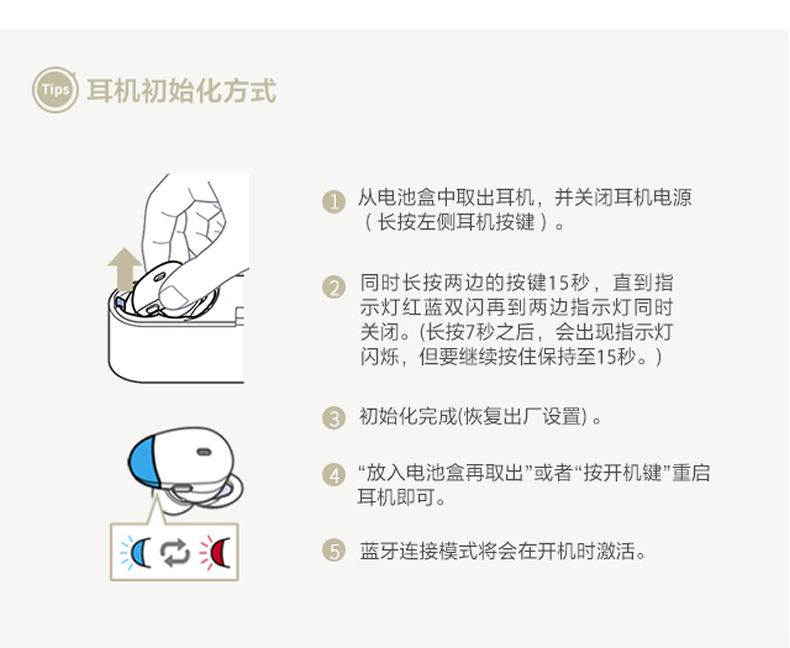 Tips
耳机初始化方式
1 从电池盒中取出耳机，并关闭耳机电源
（长按左侧耳机按键）。
2 同时长按两边的按键15秒，直到指
示灯红蓝双闪再到两边指示灯同时
关闭。(长按7秒之后，会出现指示灯
闪烁，但要继续按住保持至15秒。)
3 初始化完成(恢复出厂设置)。
4 “放入电池盒再取出”或者“按开机键”重启
耳机即可。
5 蓝牙连接模式将会在开机时激活。